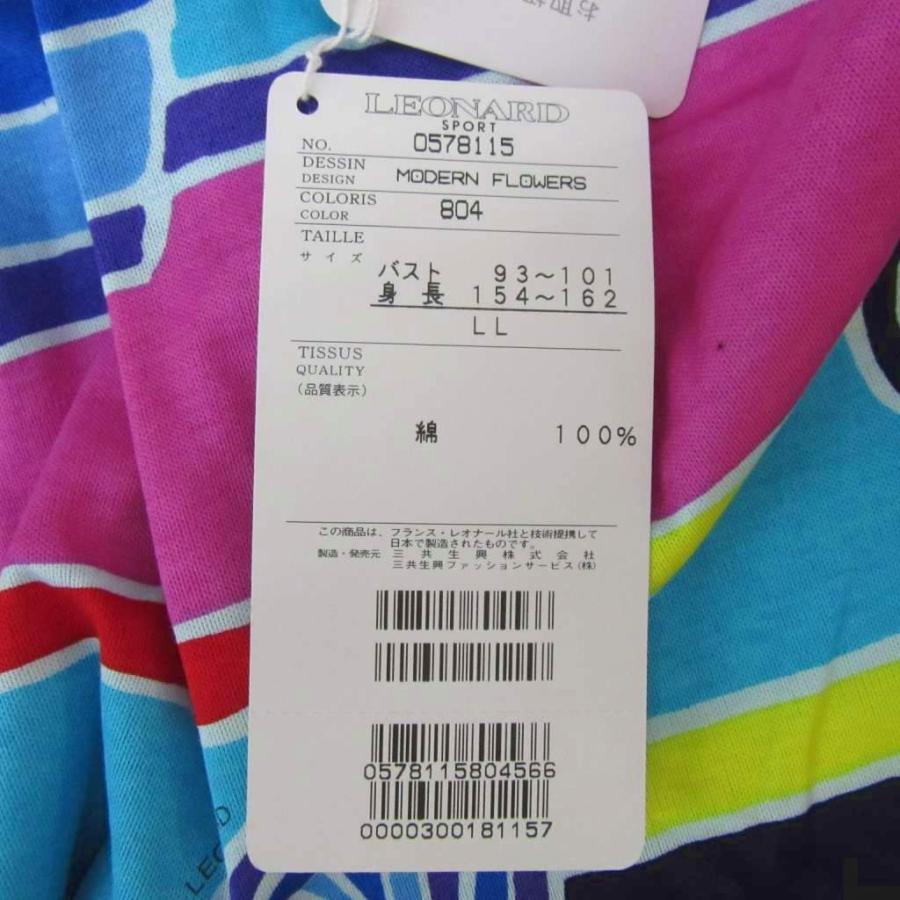 お取扱
LEONARD
SPORT
NO. 0578115
DESSIN
DESIGN MODERN FLOWERS
COLORIS
COLOR 804
TAILLE
サイズ
バスト 93～101
身長 154～162
LL
TISSUS
QUALITY
(品質表示)
綿 100%
この商品は、フランス・レオナール社と技術提携して
日本で製造されたものです。
製造・発売元 三共生興株式会社
三共生興ファッションサービス(株)
0578115804566
0000300181157
LEONARD